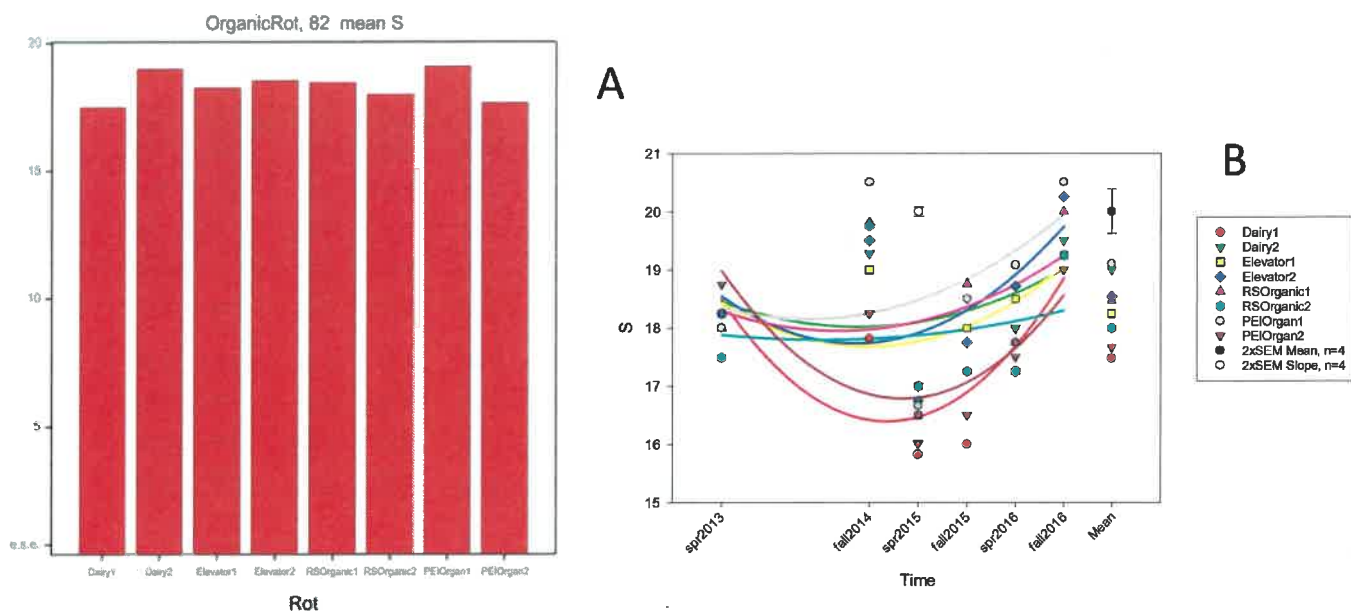 OrganicRot, 82 mean S
20
15
10
5
e.s.e.
Dairy1 Dairy2 Elevator1 Elevator2 RSOrganic1 RSOrganic2 PEIOrgan1 PEIOrgan2
Rot
A
21
20
19
18
17
16
15
S
spr2013 fall2014 spr2015 fall2015 spr2016 fall2016 Mean
Time
B
Dairy1
Dairy2
Elevator1
Elevator2
RSOrganic1
RSOrganic2
PEIOrgan1
PEIOrgan2
2xSEM Mean, n=4
2xSEM Slope, n=4